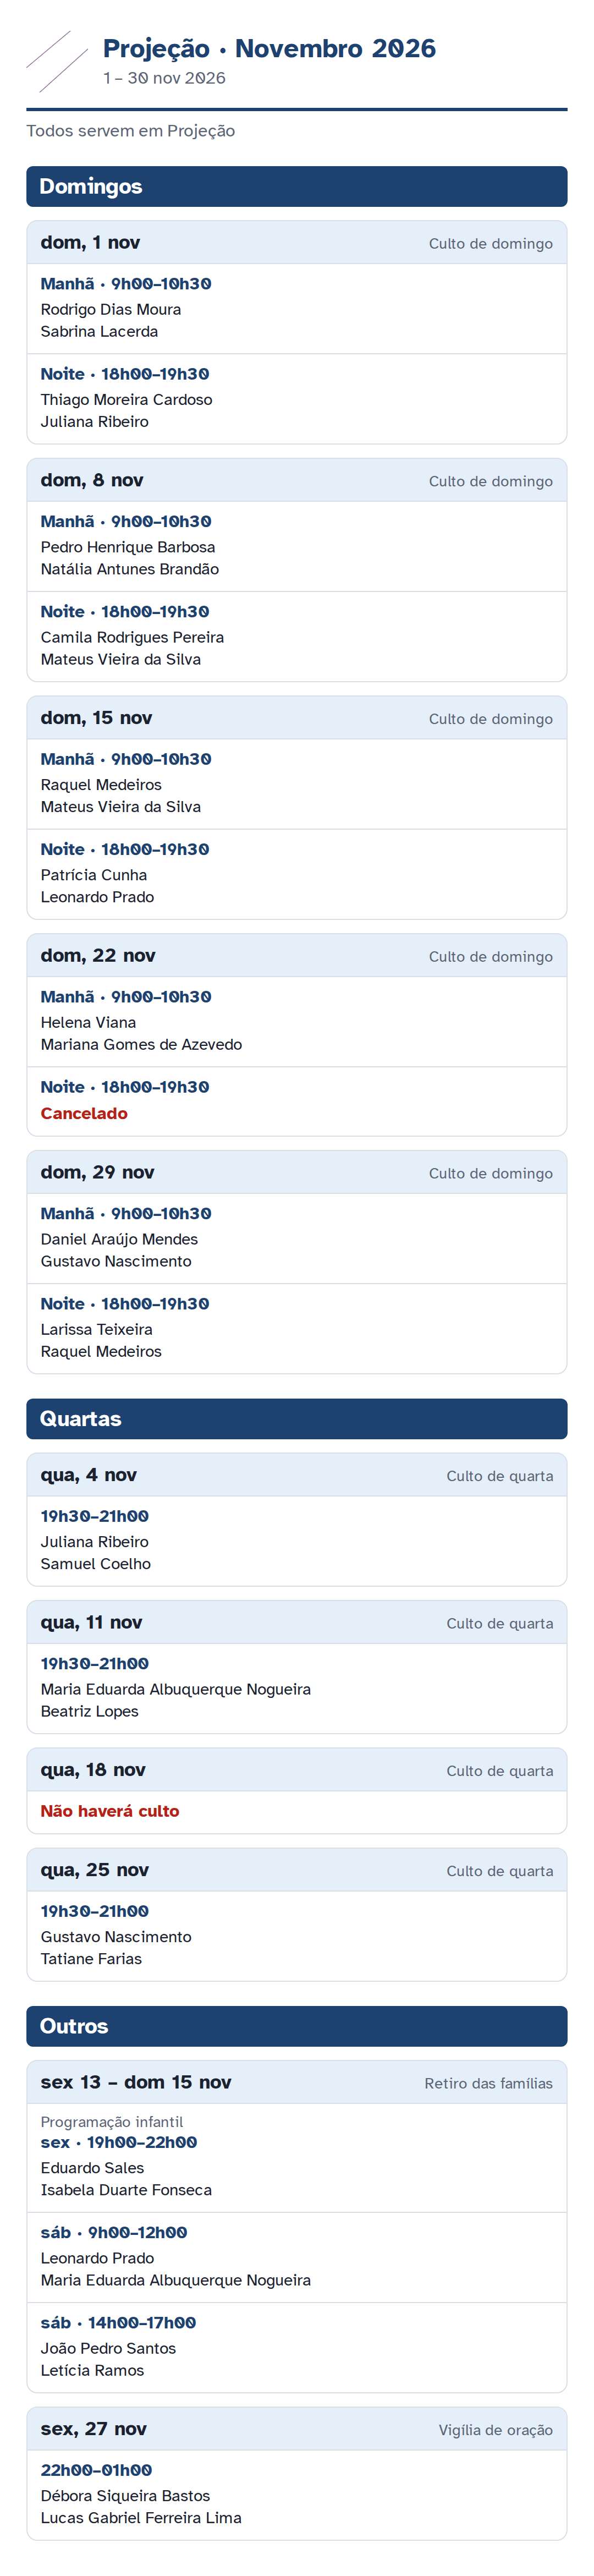 Projeção • Novembro 2026
1 – 30 nov 2026
Todos servem em Projeção
Domingos
dom, 1 nov Culto de domingo
Manhã • 9h00–10h30
Rodrigo Dias Moura
Sabrina Lacerda
Noite • 18h00–19h30
Thiago Moreira Cardoso
Juliana Ribeiro
dom, 8 nov Culto de domingo
Manhã • 9h00–10h30
Pedro Henrique Barbosa
Natália Antunes Brandão
Noite • 18h00–19h30
Camila Rodrigues Pereira
Mateus Vieira da Silva
dom, 15 nov Culto de domingo
Manhã • 9h00–10h30
Raquel Medeiros
Mateus Vieira da Silva
Noite • 18h00–19h30
Patrícia Cunha
Leonardo Prado
dom, 22 nov Culto de domingo
Manhã • 9h00–10h30
Helena Viana
Mariana Gomes de Azevedo
Noite • 18h00–19h30
Cancelado
dom, 29 nov Culto de domingo
Manhã • 9h00–10h30
Daniel Araújo Mendes
Gustavo Nascimento
Noite • 18h00–19h30
Larissa Teixeira
Raquel Medeiros
Quartas
qua, 4 nov Culto de quarta
19h30–21h00
Juliana Ribeiro
Samuel Coelho
qua, 11 nov Culto de quarta
19h30–21h00
Maria Eduarda Albuquerque Nogueira
Beatriz Lopes
qua, 18 nov Culto de quarta
Não haverá culto
qua, 25 nov Culto de quarta
19h30–21h00
Gustavo Nascimento
Tatiane Farias
Outros
sex 13 – dom 15 nov Retiro das famílias
Programação infantil
sex • 19h00–22h00
Eduardo Sales
Isabela Duarte Fonseca
sáb • 9h00–12h00
Leonardo Prado
Maria Eduarda Albuquerque Nogueira
sáb • 14h00–17h00
João Pedro Santos
Letícia Ramos
sex, 27 nov Vigília de oração
22h00–01h00
Débora Siqueira Bastos
Lucas Gabriel Ferreira Lima